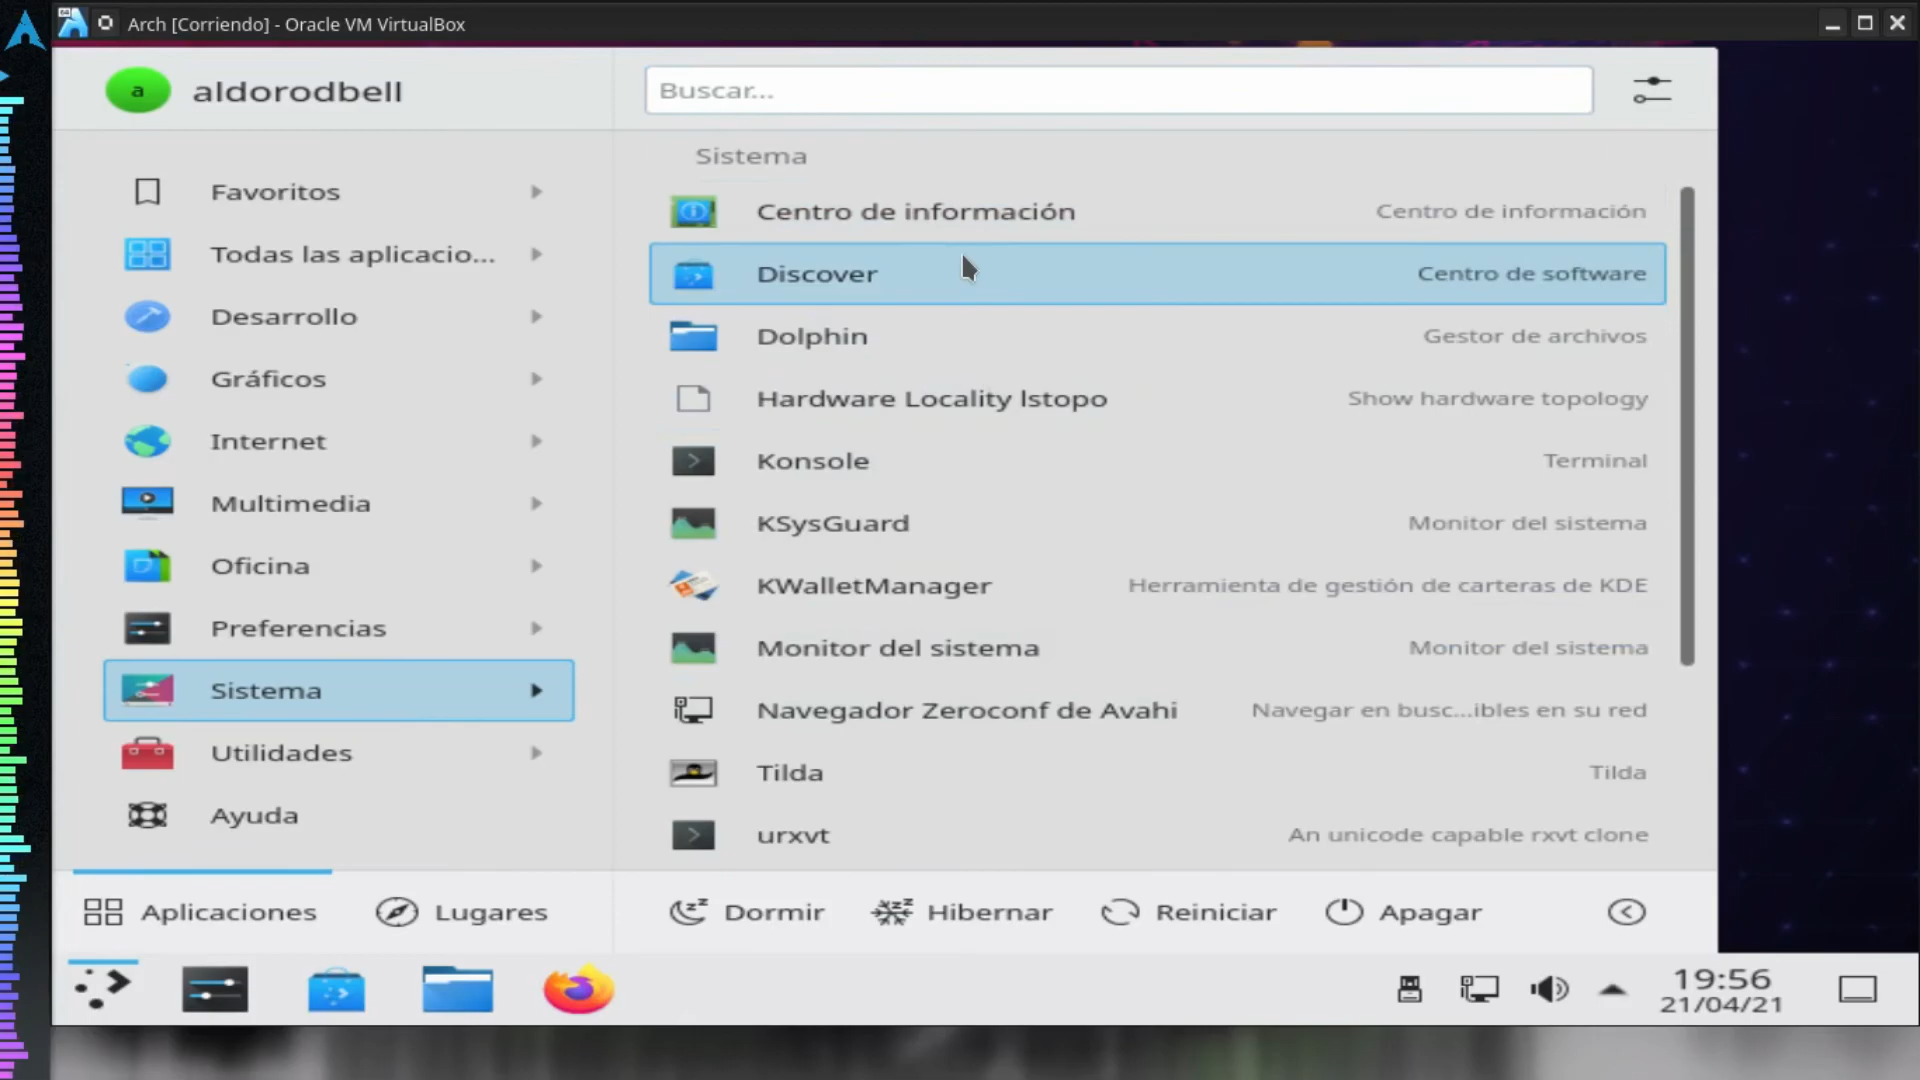 64
Arch [Corriendo] - Oracle VM VirtualBox
a
aldorodbell
Buscar...
Favoritos
Todas las aplicacio...
Desarrollo
Gráficos
Internet
Multimedia
Oficina
Preferencias
Sistema
Utilidades
Ayuda
Sistema
Centro de información Centro de información
Discover Centro de software
Dolphin Gestor de archivos
Hardware Locality lstopo Show hardware topology
Konsole Terminal
KSysGuard Monitor del sistema
KWalletManager Herramienta de gestión de carteras de KDE
Monitor del sistema Monitor del sistema
Navegador Zeroconf de Avahi Navegar en busc...ibles en su red
Tilda Tilda
urxvt An unicode capable rxvt clone
Aplicaciones Lugares Dormir Hibernar Reiniciar Apagar
19:56
21/04/21